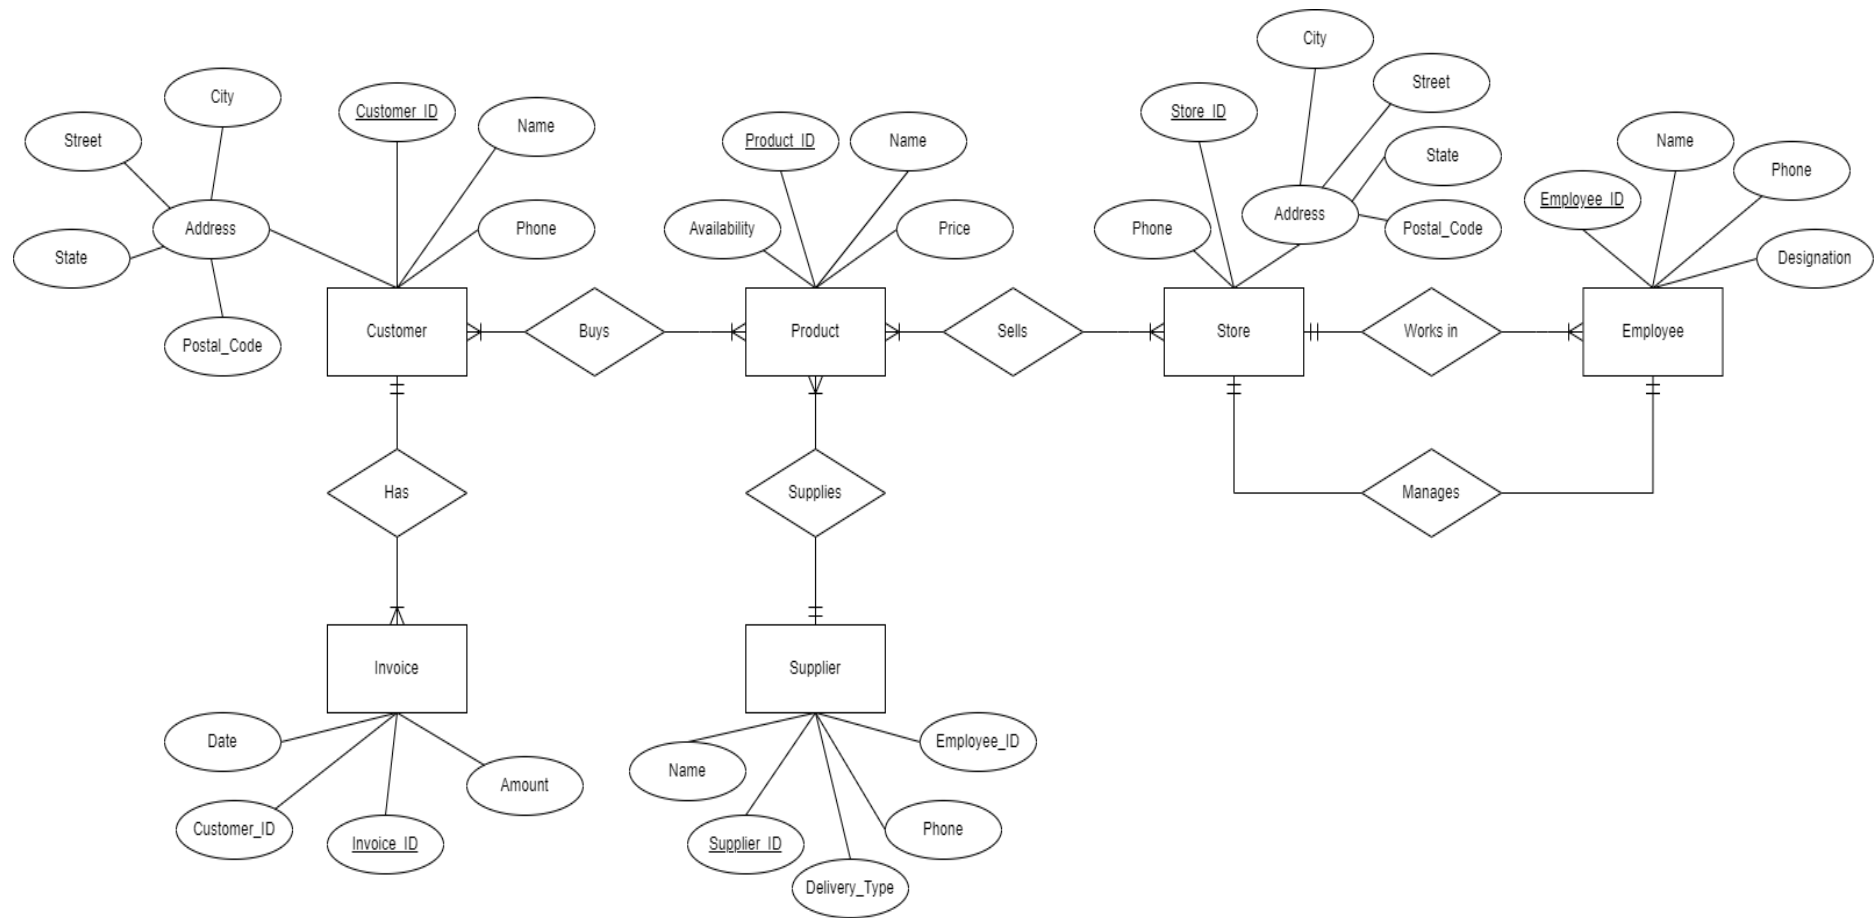 City
Street
Customer_ID
Name
Address
State
Phone
Postal_Code
Product_ID
Name
Availability
Price
City
Street
Store_ID
State
Address
Phone
Postal_Code
Name
Phone
Employee_ID
Designation
Customer
Buys
Product
Sells
Store
Works in
Employee
Has
Supplies
Manages
Invoice
Supplier
Date
Amount
Customer_ID
Invoice_ID
Employee_ID
Name
Phone
Supplier_ID
Delivery_Type